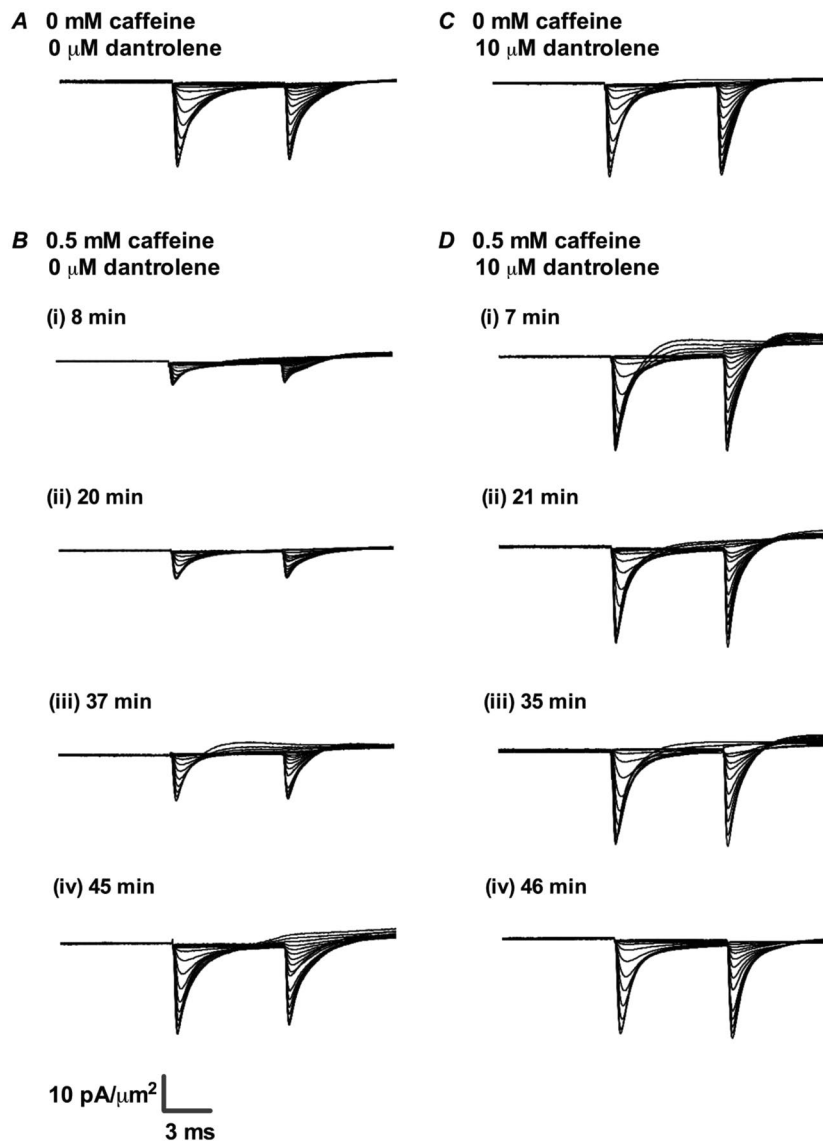 A 0 mM caffeine
0 μM dantrolene
B 0.5 mM caffeine
0 μM dantrolene
(i) 8 min
(ii) 20 min
(iii) 37 min
(iv) 45 min
10 pA/μm²
3 ms
C 0 mM caffeine
10 μM dantrolene
D 0.5 mM caffeine
10 μM dantrolene
(i) 7 min
(ii) 21 min
(iii) 35 min
(iv) 46 min